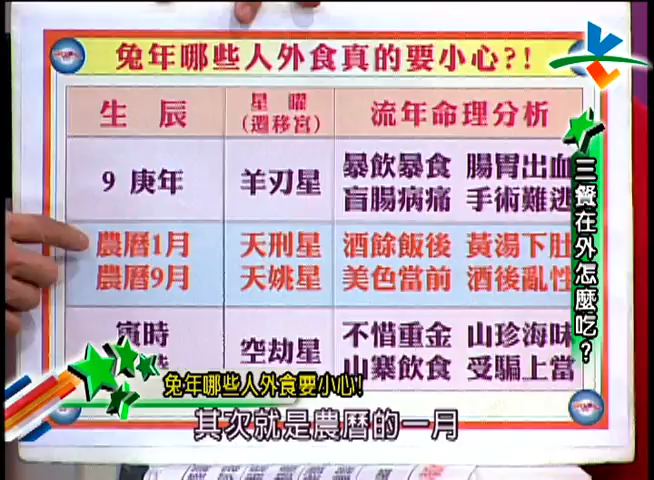 兔年哪些人外食真的要小心?!
生 辰
星 曜
(遷移宮)
流年命理分析
9 庚年
羊刃星
暴飲暴食 腸胃出血
盲腸病痛 手術難逃
農曆1月
農曆9月
天刑星
天姚星
酒餘飯後 黃湯下肚
美色當前 酒後亂性
寅時
空劫星
不惜重金 山珍海味
山寨飲食 受騙上當
三餐在外怎麼吃?
兔年哪些人外食要小心!
其次就是農曆的一月